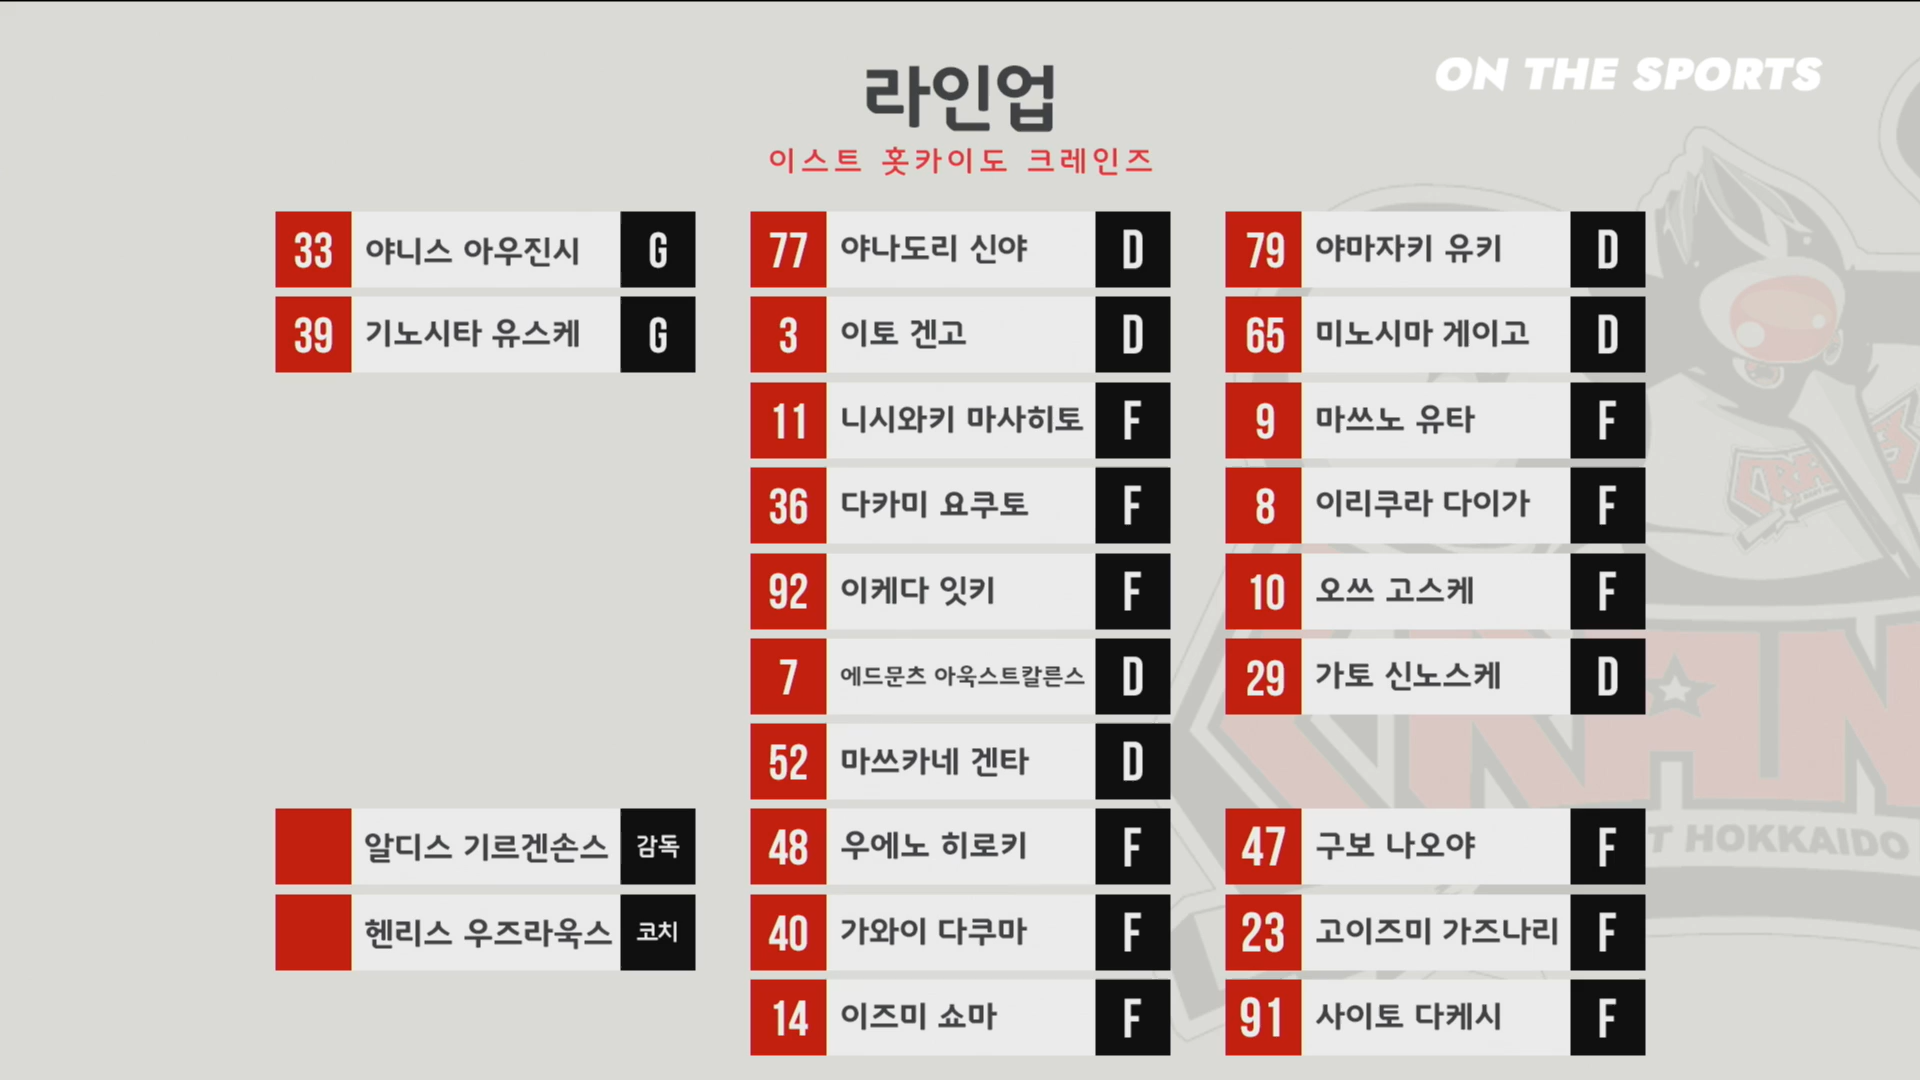 ON THE SPORTS
라인업
이스트 홋카이도 크레인즈
33 야니스 아우진시 G
39 기노시타 유스케 G
알디스 기르겐손스 감독
헨리스 우즈라욱스 코치
77 야나도리 신야 D
3 이토 겐고 D
11 니시와키 마사히토 F
36 다카미 요쿠토 F
92 이케다 잇키 F
7 에드문츠 아욱스트칼른스 D
52 마쓰카네 겐타 D
48 우에노 히로키 F
40 가와이 다쿠마 F
14 이즈미 쇼마 F
79 야마자키 유키 D
65 미노시마 게이고 D
9 마쓰노 유타 F
8 이리쿠라 다이가 F
10 오쓰 고스케 F
29 가토 신노스케 D
47 구보 나오야 F
23 고이즈미 가즈나리 F
91 사이토 다케시 F
HOKKAIDO